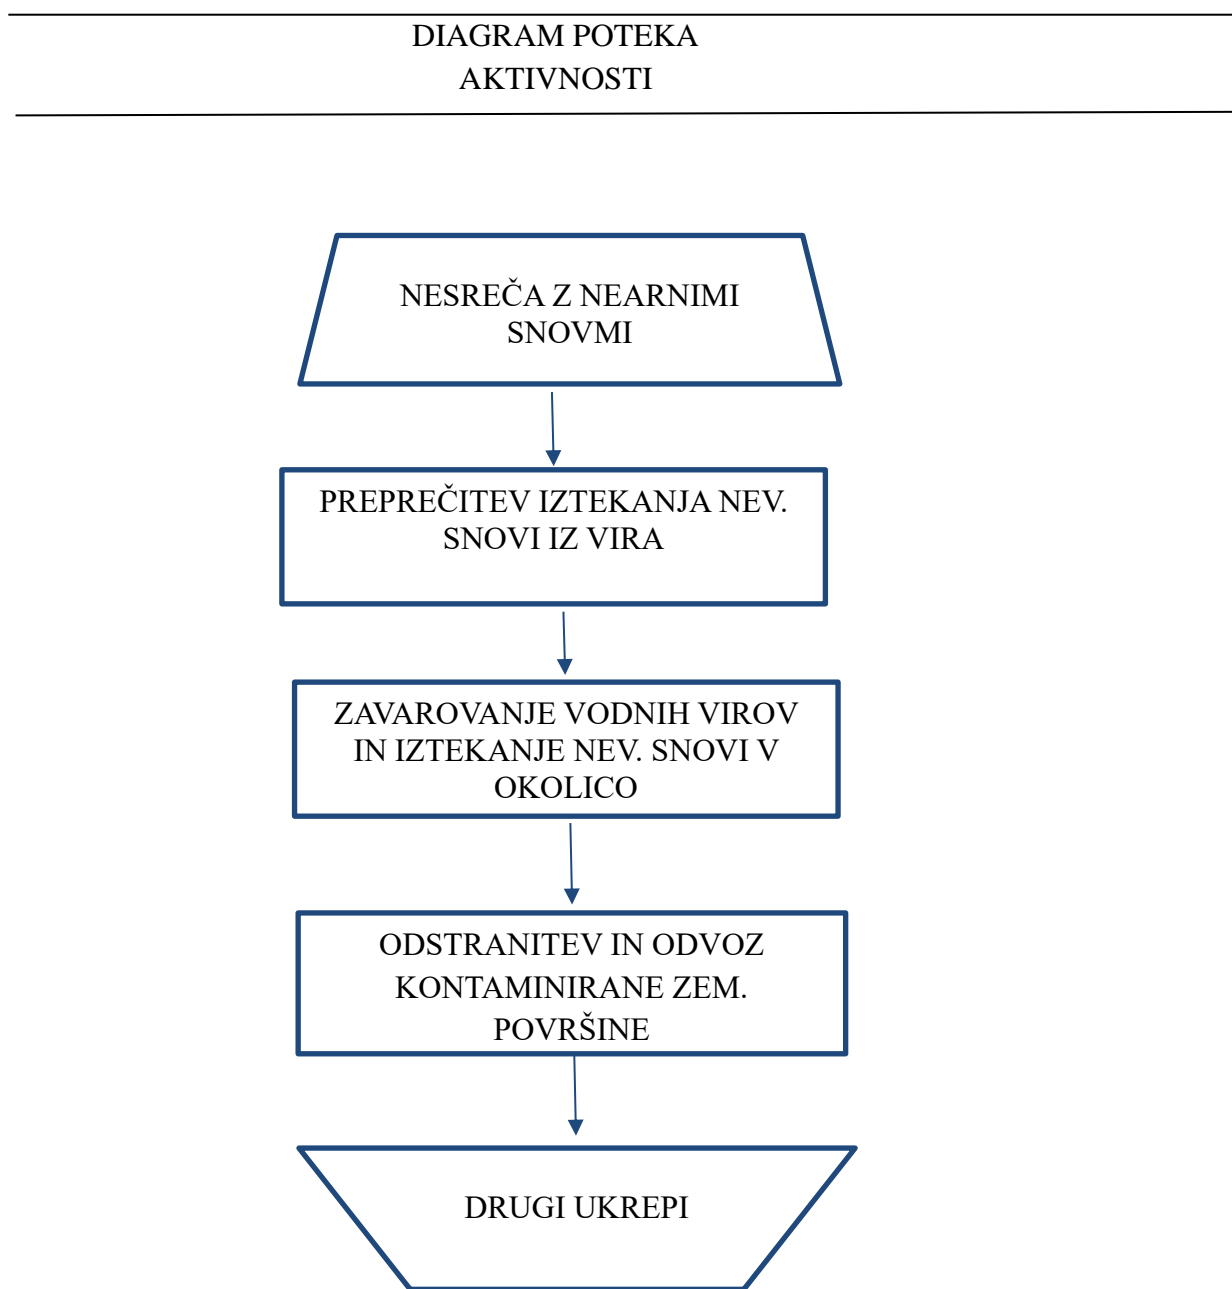 DIAGRAM POTEKA
AKTIVNOSTI
NESREČA Z NEARNIMI
SNOVMI
PREPREČITEV IZTEKANJA NEV.
SNOVI IZ VIRA
ZAVAROVANJE VODNIH VIROV
IN IZTEKANJE NEV. SNOVI V
OKOLICO
ODSTRANITEV IN ODVOZ
KONTAMINIRANE ZEM.
POVRŠINE
DRUGI UKREPI